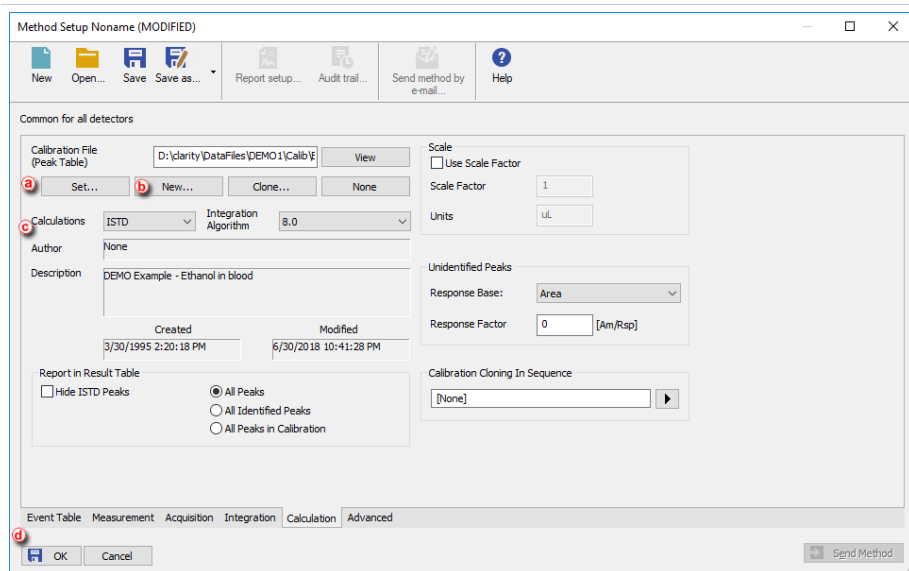 Method Setup Noname (MODIFIED)
New Open... Save Save as... Report setup... Audit trail... Send method by e-mail... Help
Common for all detectors
Calibration File
(Peak Table)
D:\clarity\DataFiles\DEMO1\Calib\E
View
a Set... b New... Clone... None
c Calculations ISTD Integration Algorithm 8.0
Author None
Description DEMO Example - Ethanol in blood
Created Modified
3/30/1995 2:20:18 PM 6/30/2018 10:41:28 PM
Report in Result Table
Hide ISTD Peaks All Peaks
All Identified Peaks
All Peaks in Calibration
Scale
Use Scale Factor
Scale Factor 1
Units uL
Unidentified Peaks
Response Base: Area
Response Factor 0 [Am/Rsp]
Calibration Cloning In Sequence
[None]
Event Table Measurement Acquisition Integration Calculation Advanced
d
OK Cancel Send Method